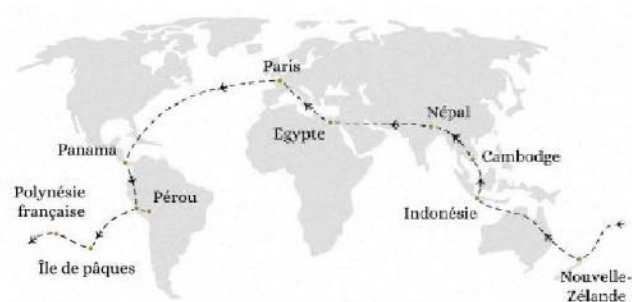 Paris
Népal
Egypte
Panama
Cambodge
Polynésie
française
Pérou
Indonésie
Île de pâques
Nouvelle-
Zélande